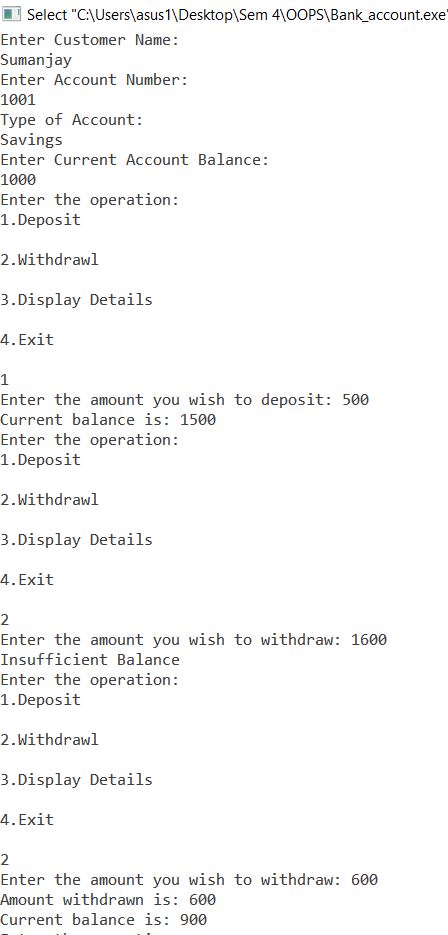 Select "C:\Users\asus1\Desktop\Sem 4\OOPS\Bank_account.exe"
Enter Customer Name:
Sumanjay
Enter Account Number:
1001
Type of Account:
Savings
Enter Current Account Balance:
1000
Enter the operation:
1.Deposit
2.Withdrawl
3.Display Details
4.Exit
1
Enter the amount you wish to deposit: 500
Current balance is: 1500
Enter the operation:
1.Deposit
2.Withdrawl
3.Display Details
4.Exit
2
Enter the amount you wish to withdraw: 1600
Insufficient Balance
Enter the operation:
1.Deposit
2.Withdrawl
3.Display Details
4.Exit
2
Enter the amount you wish to withdraw: 600
Amount withdrawn is: 600
Current balance is: 900